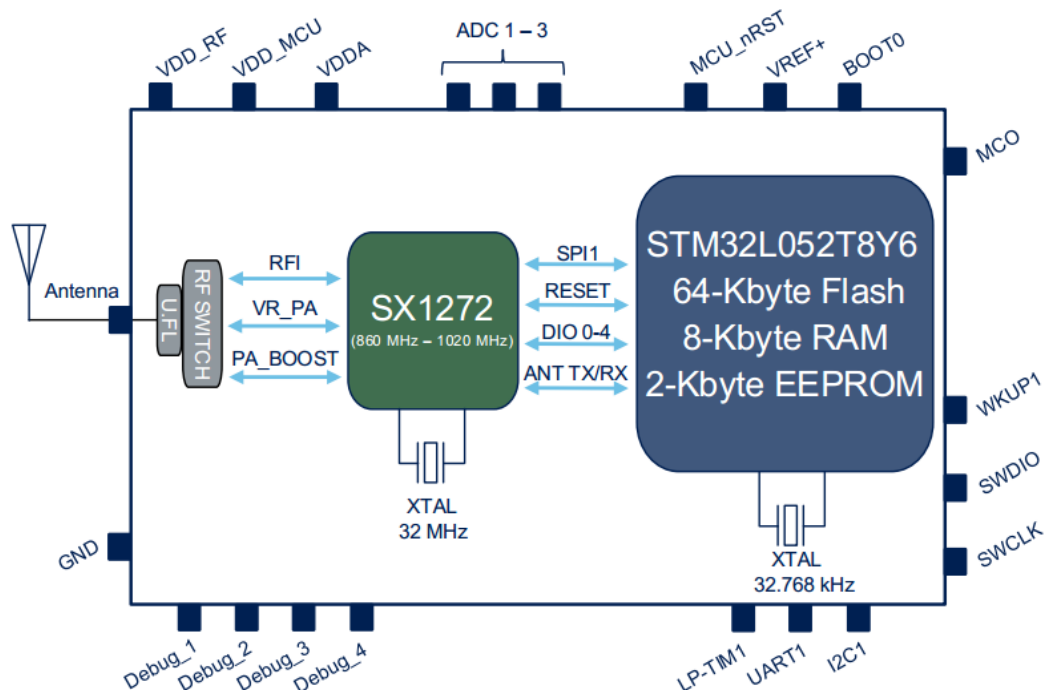 VDD_RF
VDD_MCU
VDDA
ADC 1 – 3
MCU_nRST
VREF+
BOOT0
MCO
Antenna
U.FL
RF SWITCH
RFI
VR_PA
PA_BOOST
SX1272
(860 MHz – 1020 MHz)
SPI1
RESET
DIO 0-4
ANT TX/RX
STM32L052T8Y6
64-Kbyte Flash
8-Kbyte RAM
2-Kbyte EEPROM
WKUP1
SWDIO
SWCLK
XTAL
32 MHz
XTAL
32.768 kHz
GND
Debug_1
Debug_2
Debug_3
Debug_4
LP-TIM1
UART1
I2C1